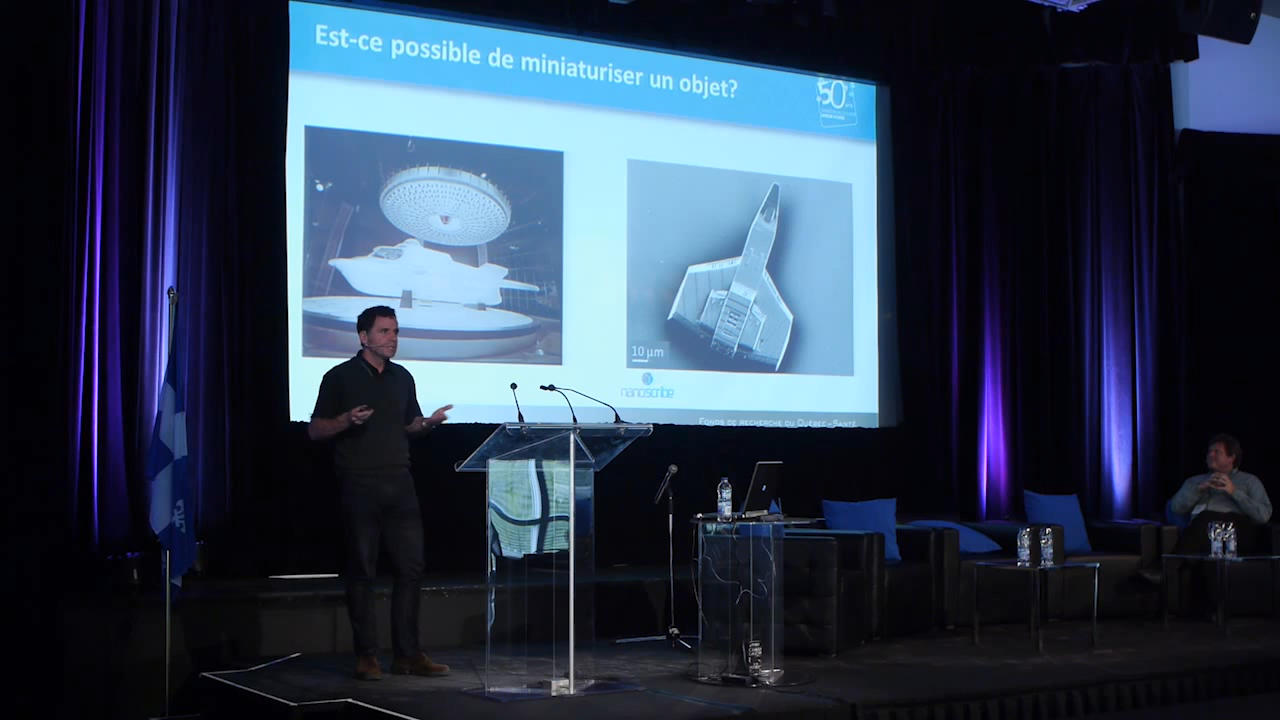 Est-ce possible de miniaturiser un objet?
50
10 µm
nanoscribe
Fonds de recherche du Québec – Santé